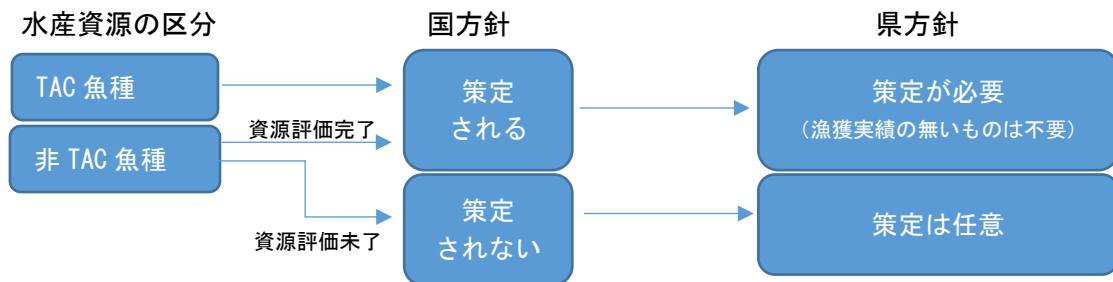 水産資源の区分
国方針
県方針
TAC 魚種
策定
される
策定が必要
（漁獲実績の無いものは不要）
資源評価完了
非 TAC 魚種
策定
されない
策定は任意
資源評価未了